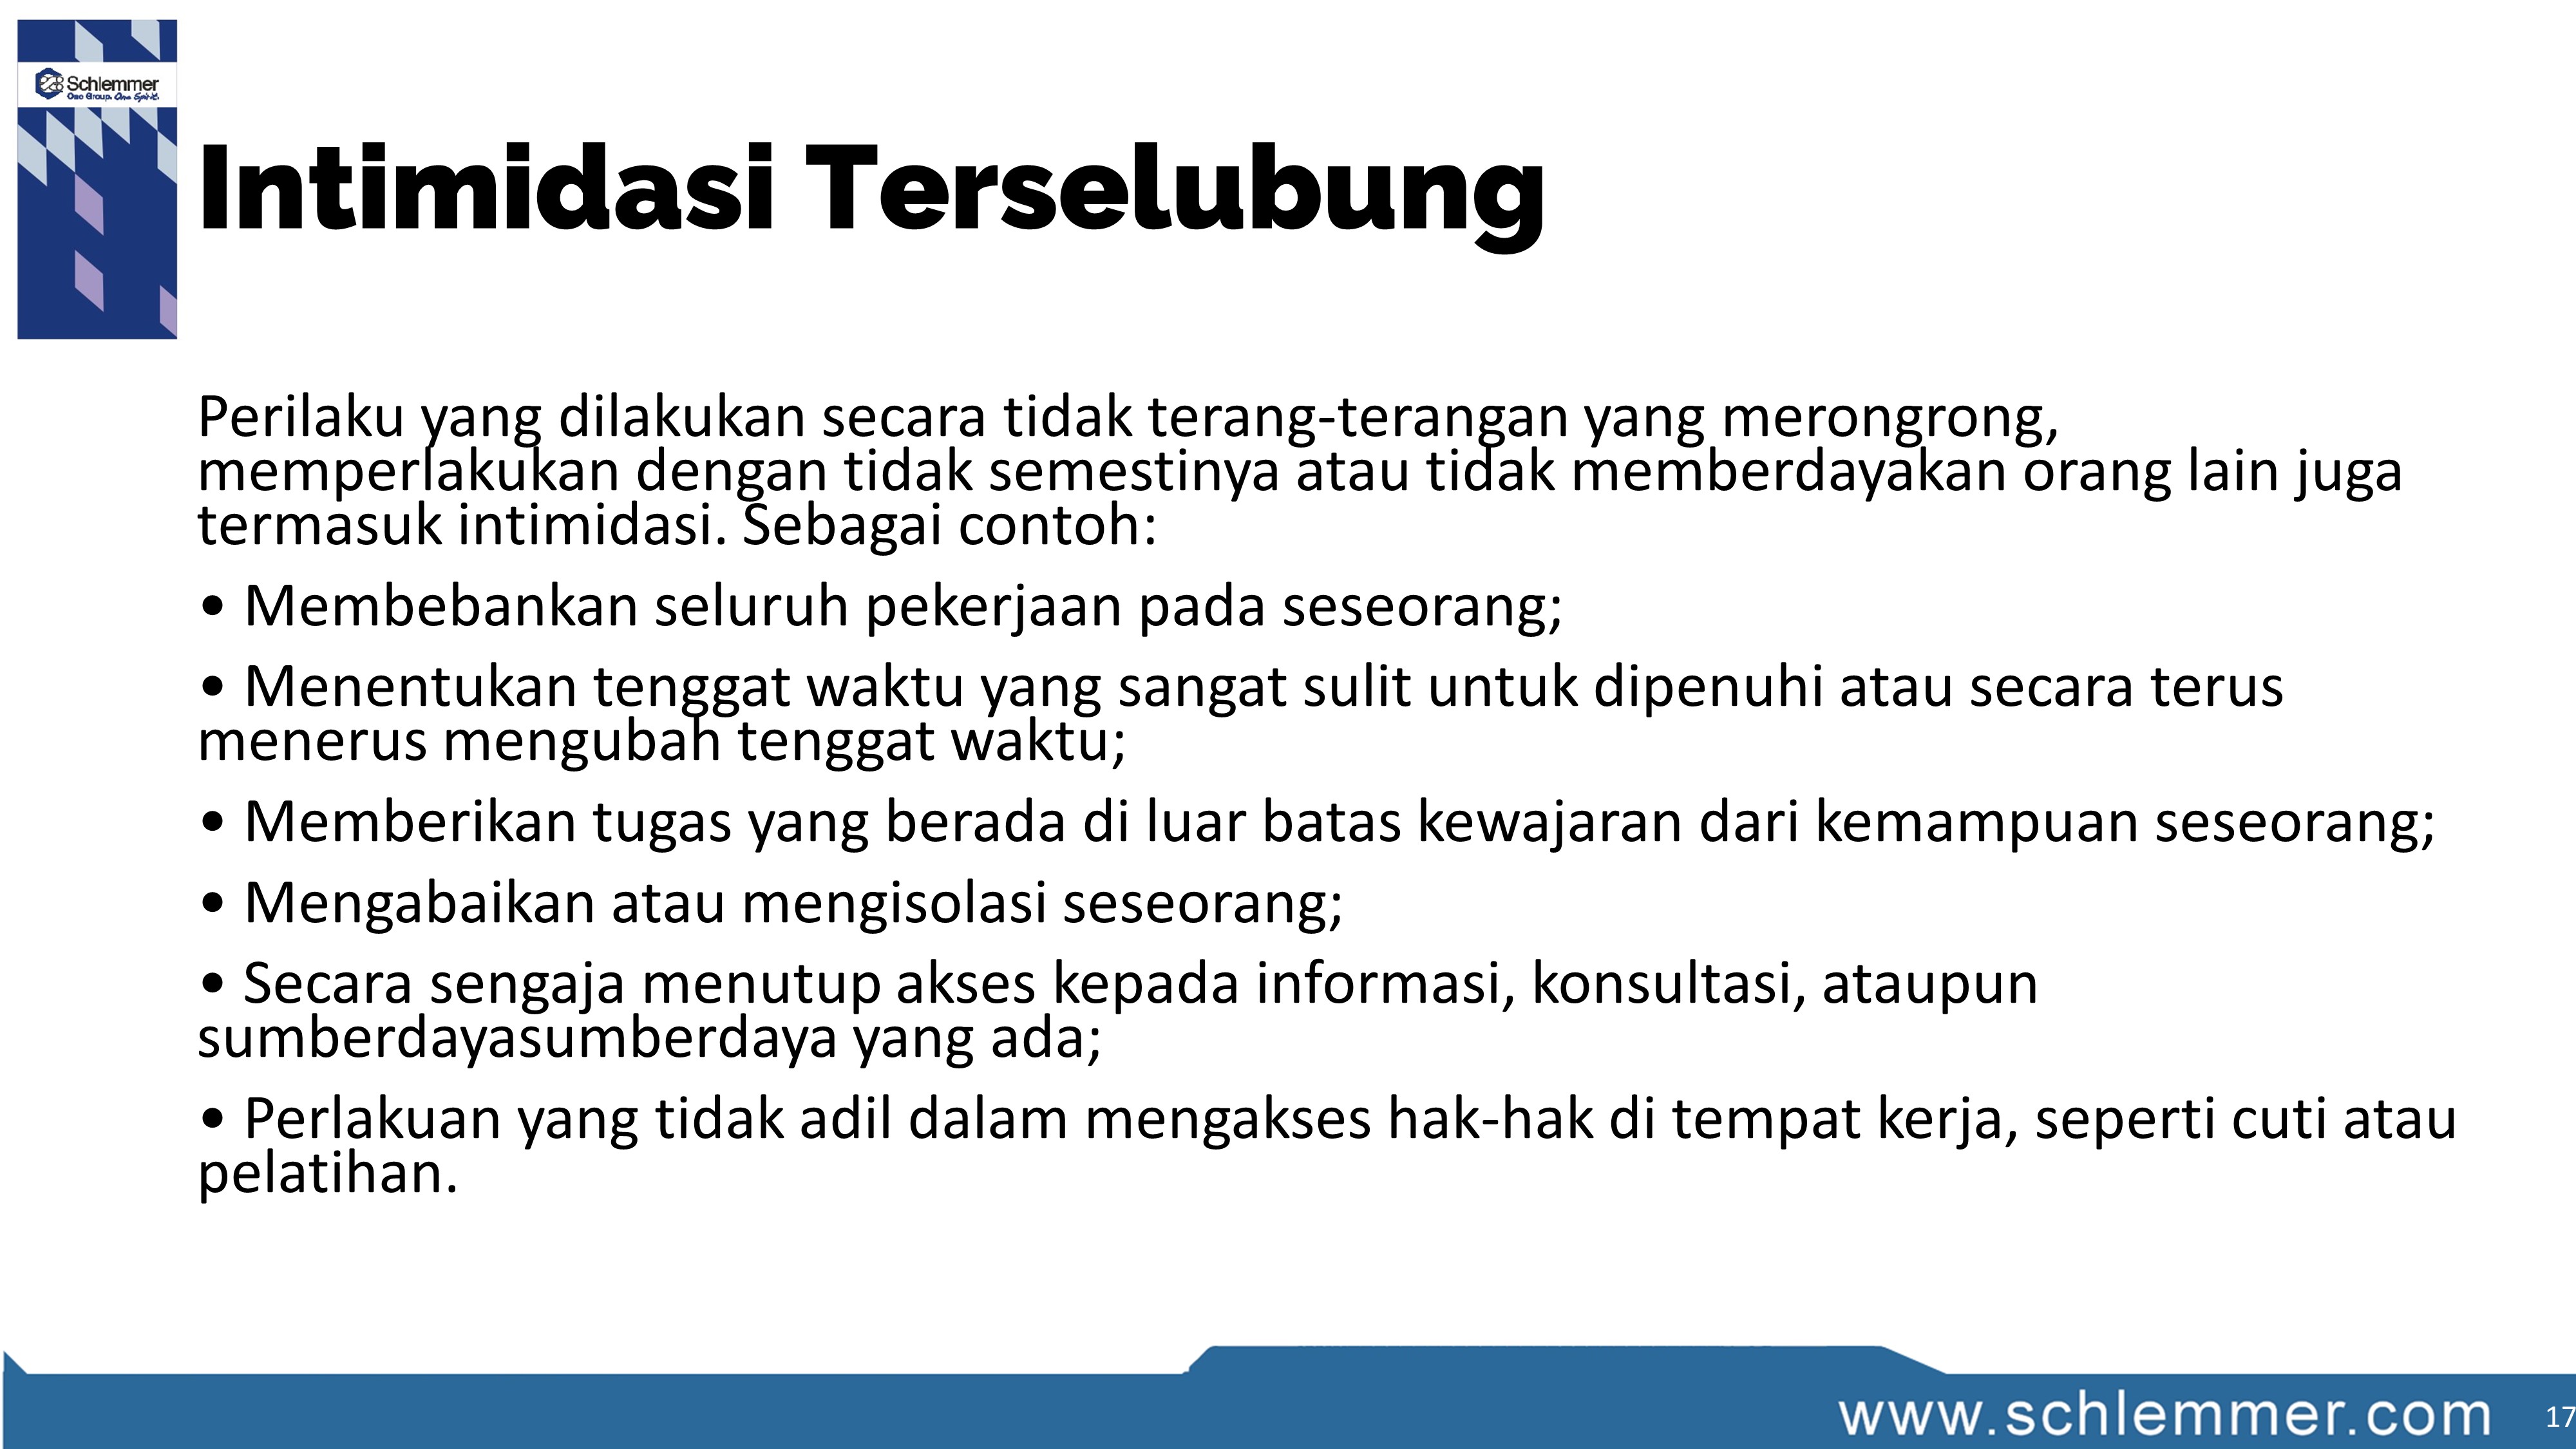 Schlemmer
One Group. One Spirit.
Intimidasi Terselubung
Perilaku yang dilakukan secara tidak terang-terangan yang merongrong,
memperlakukan dengan tidak semestinya atau tidak memberdayakan orang lain juga
termasuk intimidasi. Sebagai contoh:
• Membebankan seluruh pekerjaan pada seseorang;
• Menentukan tenggat waktu yang sangat sulit untuk dipenuhi atau secara terus
menerus mengubah tenggat waktu;
• Memberikan tugas yang berada di luar batas kewajaran dari kemampuan seseorang;
• Mengabaikan atau mengisolasi seseorang;
• Secara sengaja menutup akses kepada informasi, konsultasi, ataupun
sumberdayasumberdaya yang ada;
• Perlakuan yang tidak adil dalam mengakses hak-hak di tempat kerja, seperti cuti atau
pelatihan.
www.schlemmer.com
17